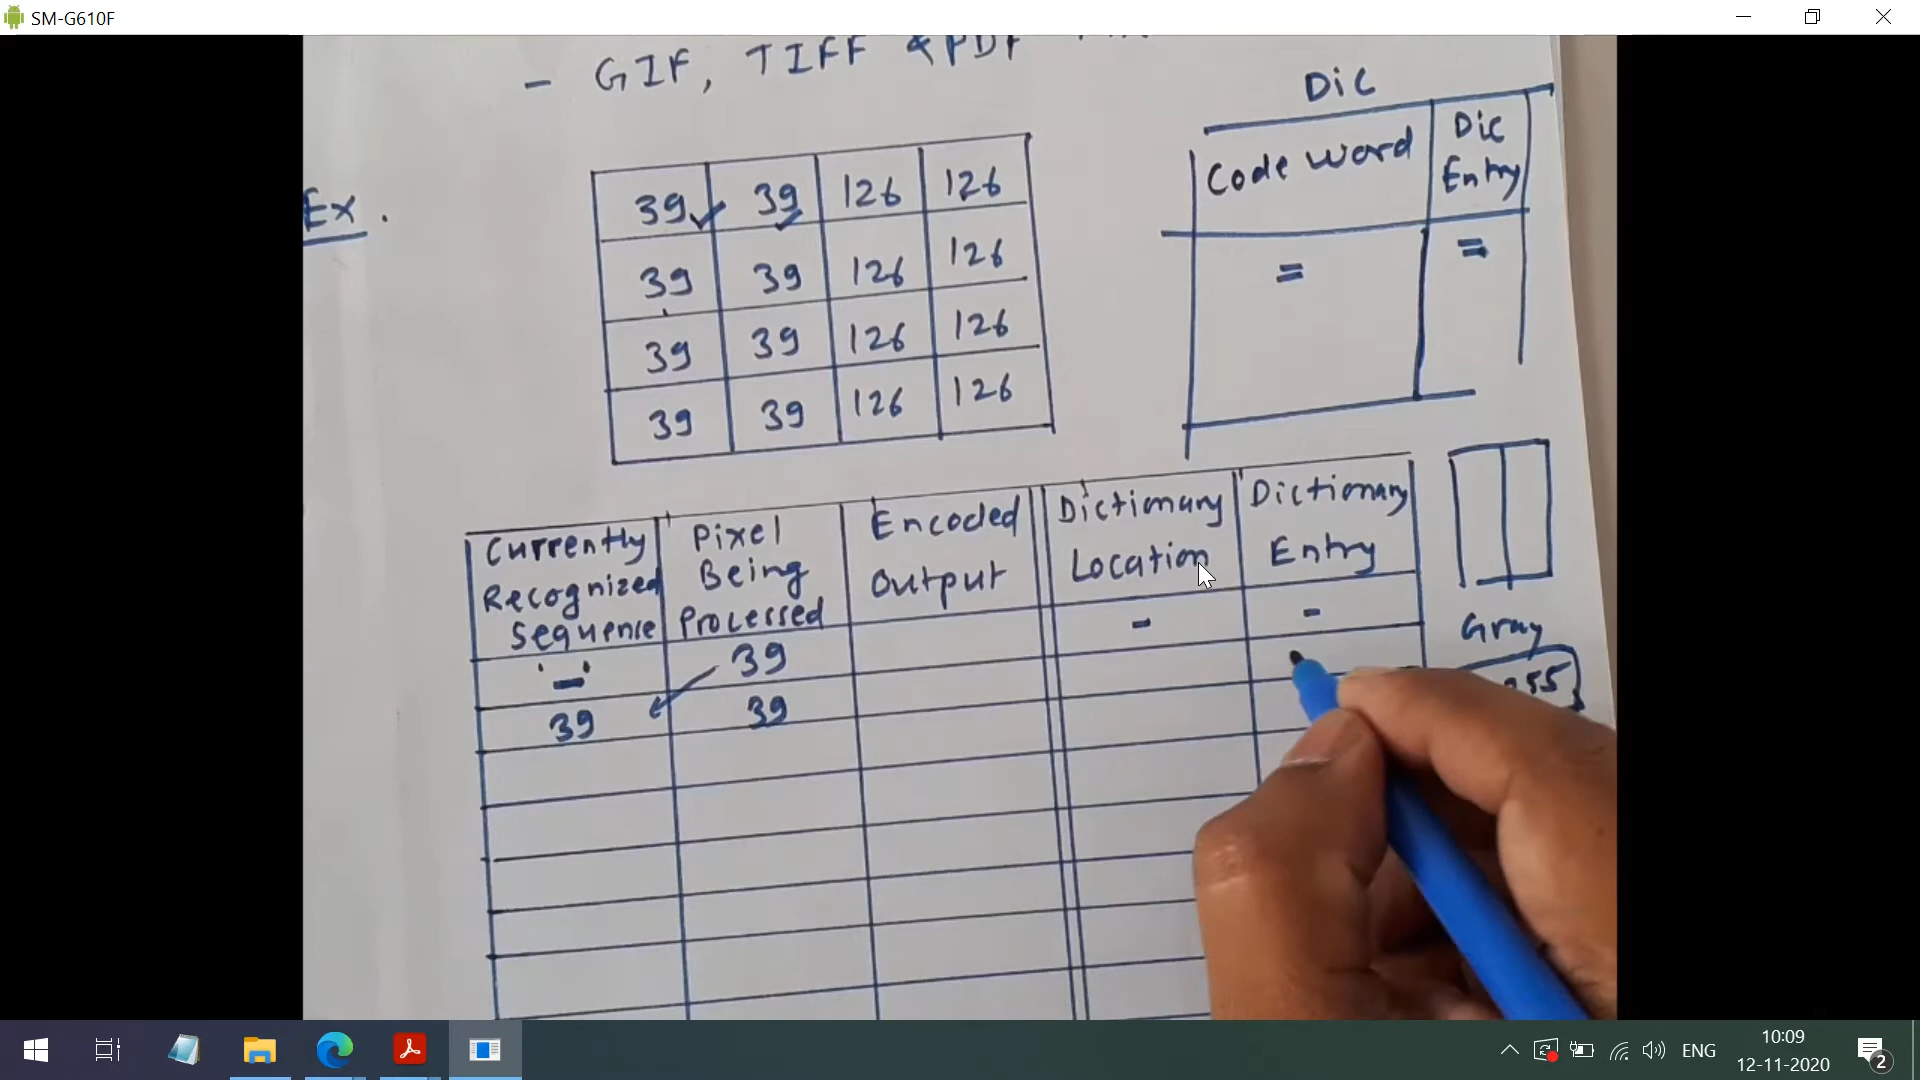 SM-G610F
- GIF, TIFF & PDF
Dic
Code Word
Dic
Entry
=
=
Ex.
39 39 126 126
39 39 126 126
39 39 126 126
39 39 126 126
Currently
Recognized
Sequence
Pixel
Being
Processed
Encoded
Output
Dictionary
Location
Dictionary
Entry
- 39 - -
39 39
Gray
255
ENG
10:09
12-11-2020
2